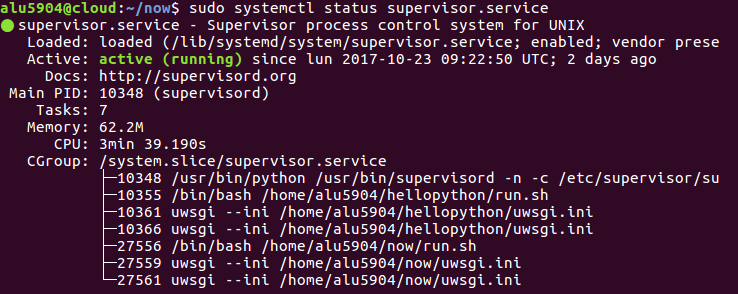 alu5904@cloud:~/now$ sudo systemctl status supervisor.service
● supervisor.service - Supervisor process control system for UNIX
   Loaded: loaded (/lib/systemd/system/supervisor.service; enabled; vendor prese
   Active: active (running) since lun 2017-10-23 09:22:50 UTC; 2 days ago
     Docs: http://supervisord.org
 Main PID: 10348 (supervisord)
    Tasks: 7
   Memory: 62.2M
      CPU: 3min 39.190s
   CGroup: /system.slice/supervisor.service
           ├─10348 /usr/bin/python /usr/bin/supervisord -n -c /etc/supervisor/su
           ├─10355 /bin/bash /home/alu5904/hellopython/run.sh
           ├─10361 uwsgi --ini /home/alu5904/hellopython/uwsgi.ini
           ├─10366 uwsgi --ini /home/alu5904/hellopython/uwsgi.ini
           ├─27556 /bin/bash /home/alu5904/now/run.sh
           ├─27559 uwsgi --ini /home/alu5904/now/uwsgi.ini
           └─27561 uwsgi --ini /home/alu5904/now/uwsgi.ini